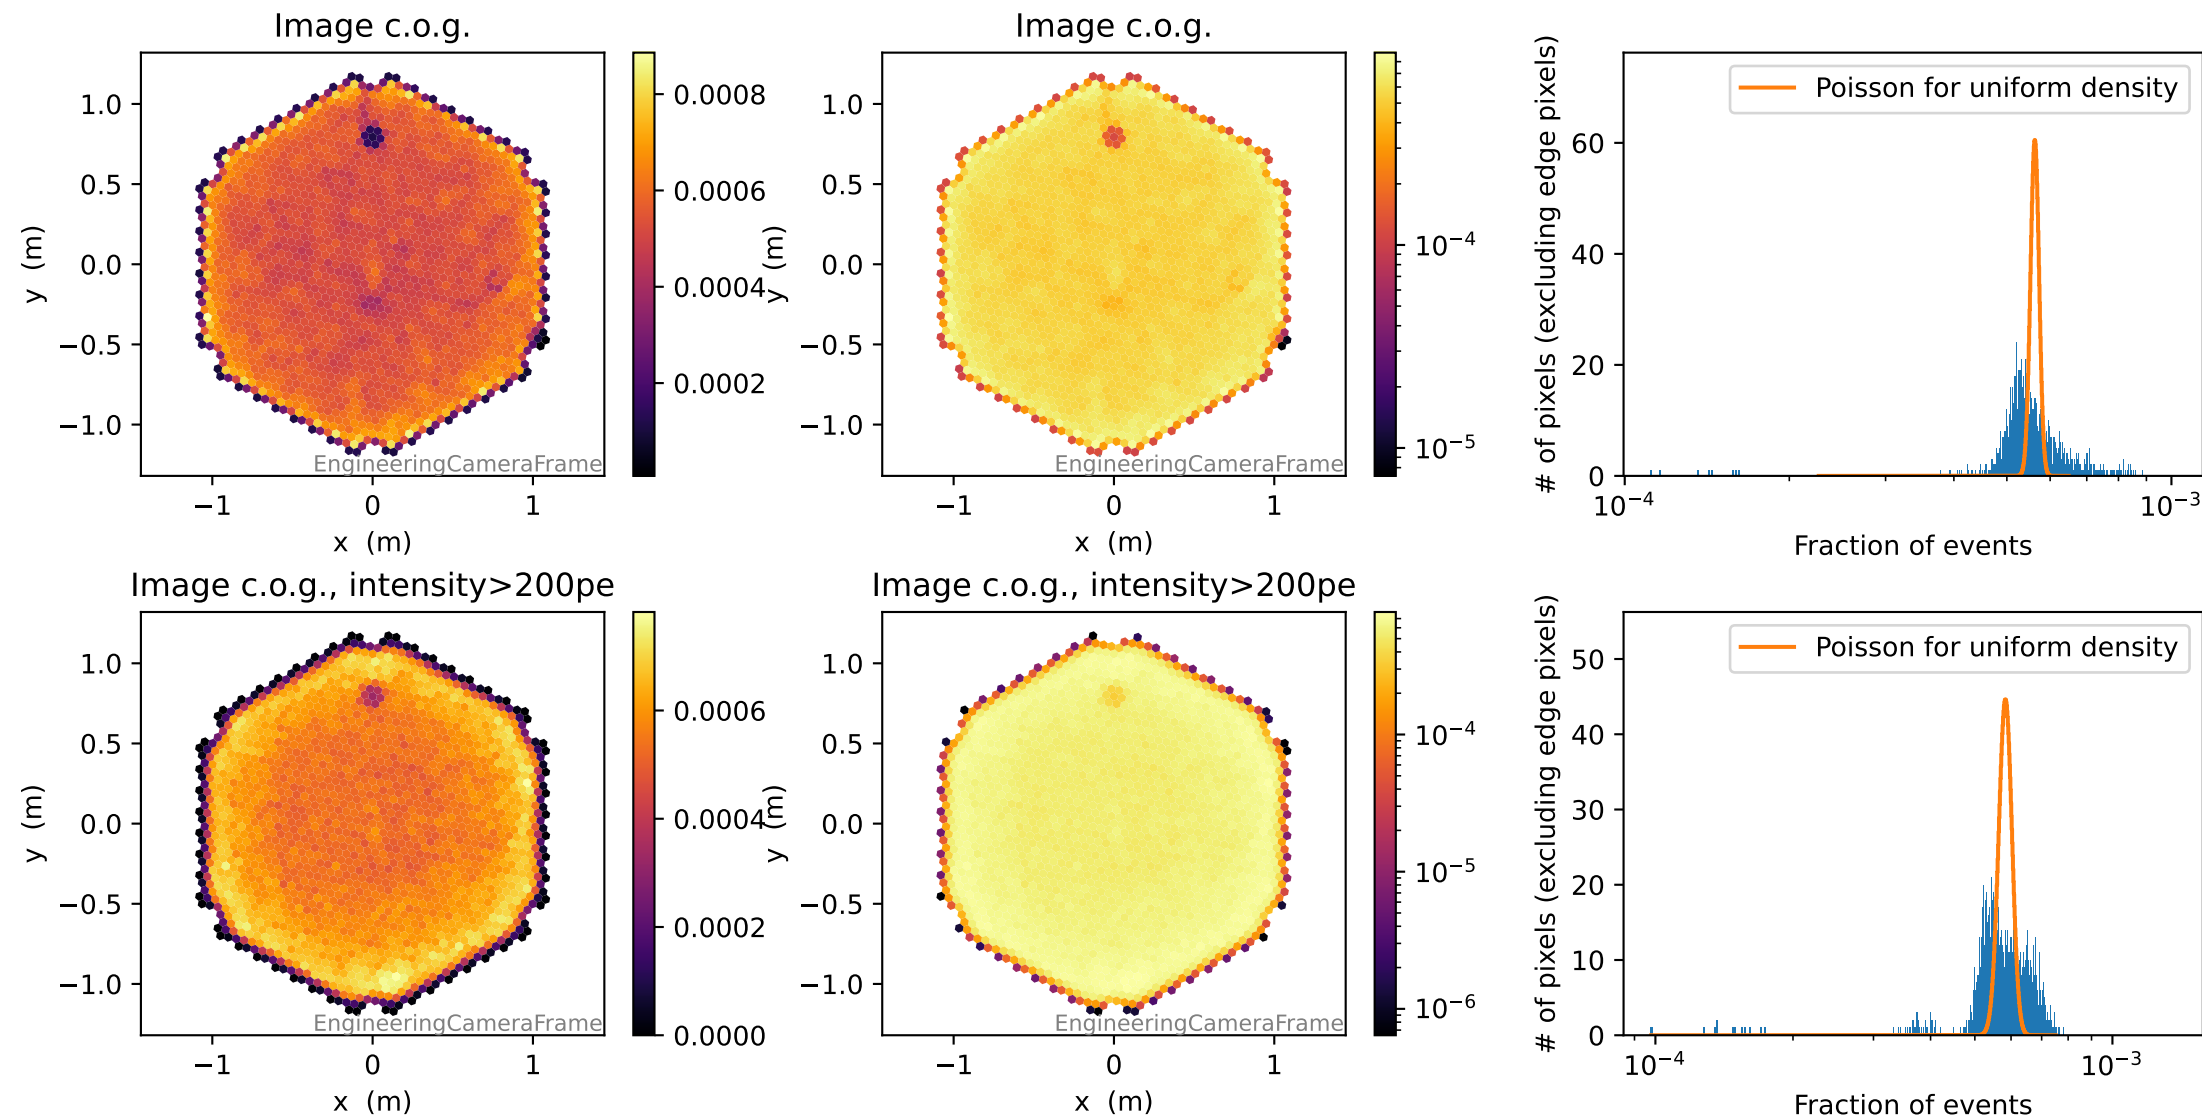 Image c.o.g.
1.0
0.5
0.0
−0.5
−1.0
y (m)
−1
0
1
x (m)
EngineeringCameraFrame
0.0008
0.0006
0.0004
0.0002
Image c.o.g.
1.0
0.5
0.0
−0.5
−1.0
y (m)
−1
0
1
x (m)
EngineeringCameraFrame
10⁻⁴
10⁻⁵
# of pixels (excluding edge pixels)
60
40
20
0
Poisson for uniform density
10⁻⁴
10⁻³
Fraction of events
Image c.o.g., intensity>200pe
1.0
0.5
0.0
−0.5
−1.0
y (m)
−1
0
1
x (m)
EngineeringCameraFrame
0.0006
0.0004
0.0002
0.0000
Image c.o.g., intensity>200pe
1.0
0.5
0.0
−0.5
−1.0
y (m)
−1
0
1
x (m)
EngineeringCameraFrame
10⁻⁴
10⁻⁵
10⁻⁶
# of pixels (excluding edge pixels)
50
40
30
20
10
0
Poisson for uniform density
10⁻⁴
10⁻³
Fraction of events